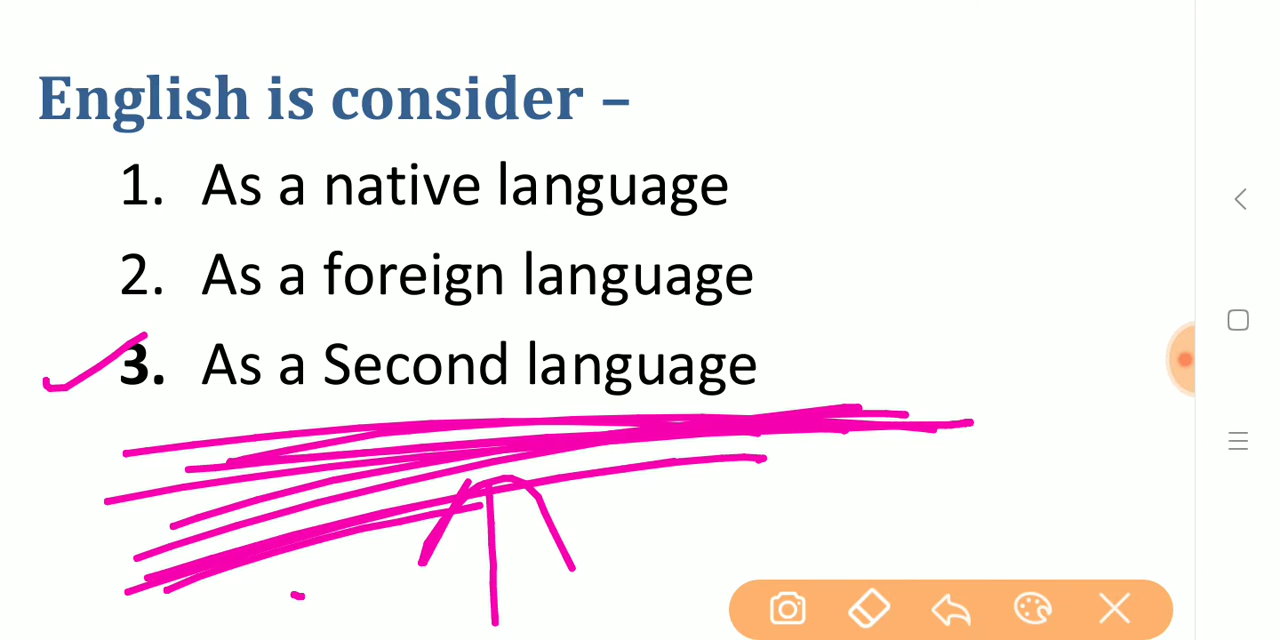 English is consider –
1. As a native language
2. As a foreign language
3. As a Second language